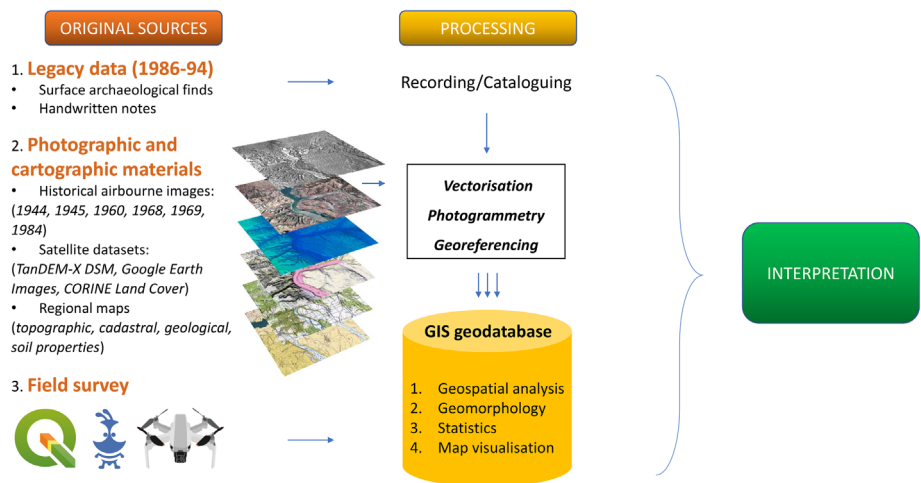 ORIGINAL SOURCES
PROCESSING
1. Legacy data (1986-94)
• Surface archaeological finds
• Handwritten notes
Recording/Cataloguing
2. Photographic and
cartographic materials
• Historical airbourne images:
(1944, 1945, 1960, 1968, 1969,
1984)
• Satellite datasets:
(TanDEM-X DSM, Google Earth
Images, CORINE Land Cover)
• Regional maps
(topographic, cadastral, geological,
soil properties)
Vectorisation
Photogrammetry
Georeferencing
3. Field survey
GIS geodatabase
1. Geospatial analysis
2. Geomorphology
3. Statistics
4. Map visualisation
INTERPRETATION